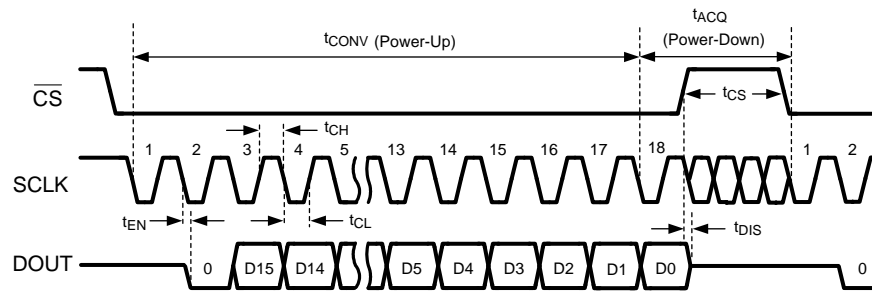 tACQ
tCONV (Power-Up) (Power-Down)
CS tCS
tCH
1 2 3 4 5 13 14 15 16 17 18 1 2
SCLK
tEN tCL tDIS
DOUT 0 D15 D14 D5 D4 D3 D2 D1 D0 0